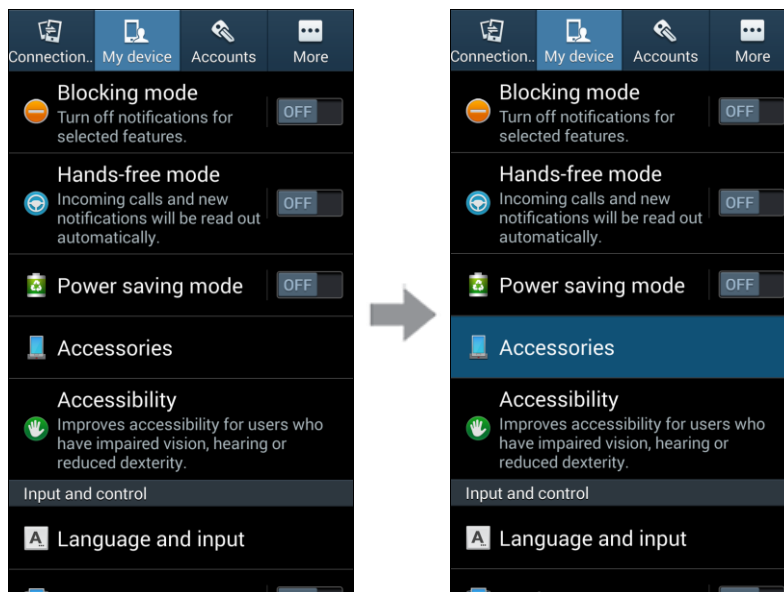 Connection.. My device Accounts More
Blocking mode
Turn off notifications for
selected features.
OFF
Hands-free mode
Incoming calls and new
notifications will be read out
automatically.
OFF
Power saving mode
OFF
Accessories
Accessibility
Improves accessibility for users who
have impaired vision, hearing or
reduced dexterity.
Input and control
A
Language and input
Connection.. My device Accounts More
Blocking mode
Turn off notifications for
selected features.
OFF
Hands-free mode
Incoming calls and new
notifications will be read out
automatically.
OFF
Power saving mode
OFF
Accessories
Accessibility
Improves accessibility for users who
have impaired vision, hearing or
reduced dexterity.
Input and control
A
Language and input